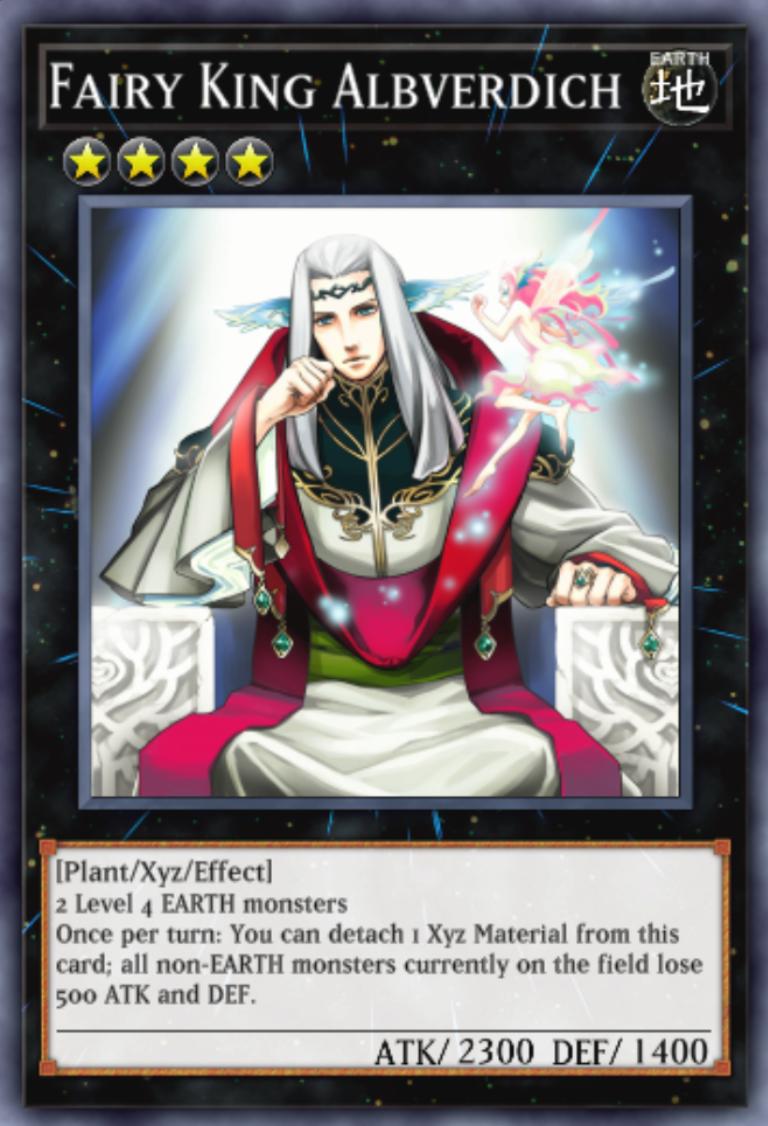 Fairy King Albverdich
EARTH
地
[Plant/Xyz/Effect]
2 Level 4 EARTH monsters
Once per turn: You can detach 1 Xyz Material from this
card; all non-EARTH monsters currently on the field lose
500 ATK and DEF.
ATK/ 2300 DEF/ 1400